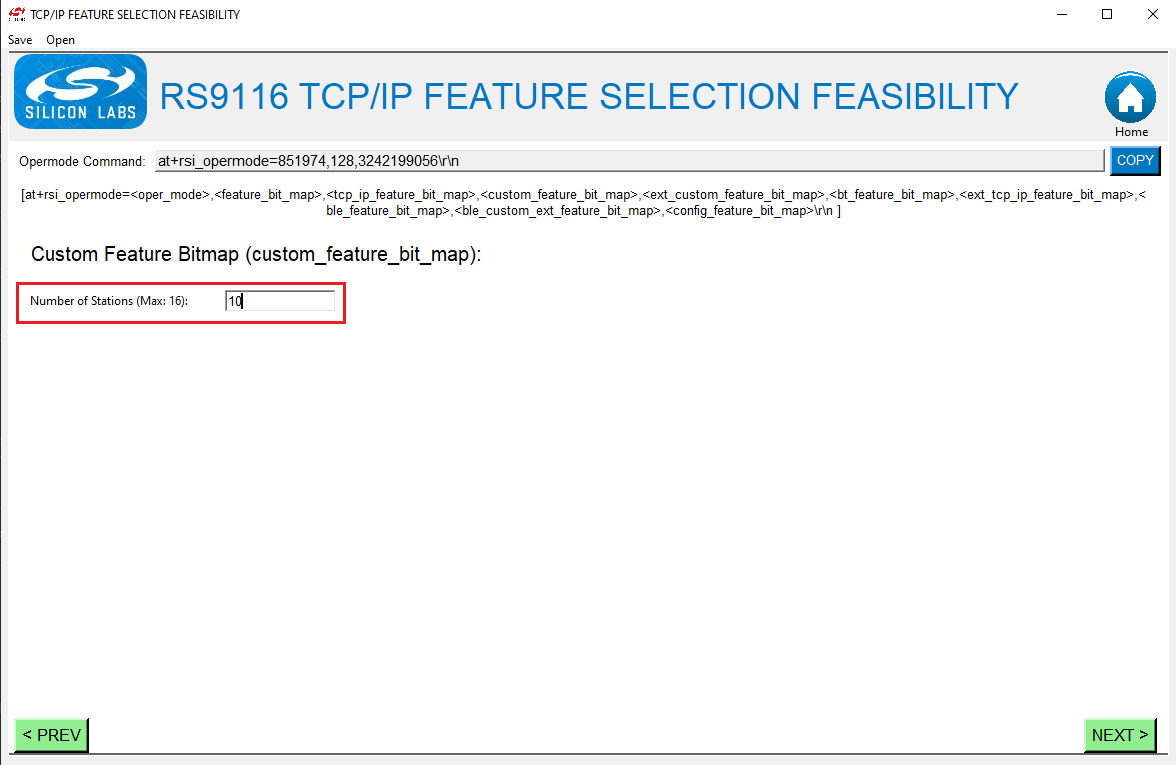 TCP/IP FEATURE SELECTION FEASIBILITY
Save Open
SILICON LABS
RS9116 TCP/IP FEATURE SELECTION FEASIBILITY
Home
Opermode Command: at+rsi_opermode=851974,128,3242199056\r\n COPY
[at+rsi_opermode=<oper_mode>,<feature_bit_map>,<tcp_ip_feature_bit_map>,<custom_feature_bit_map>,<ext_custom_feature_bit_map>,<bt_feature_bit_map>,<ext_tcp_ip_feature_bit_map>,<
ble_feature_bit_map>,<ble_custom_ext_feature_bit_map>,<config_feature_bit_map>\r\n ]
Custom Feature Bitmap (custom_feature_bit_map):
Number of Stations (Max: 16): 10
< PREV NEXT >